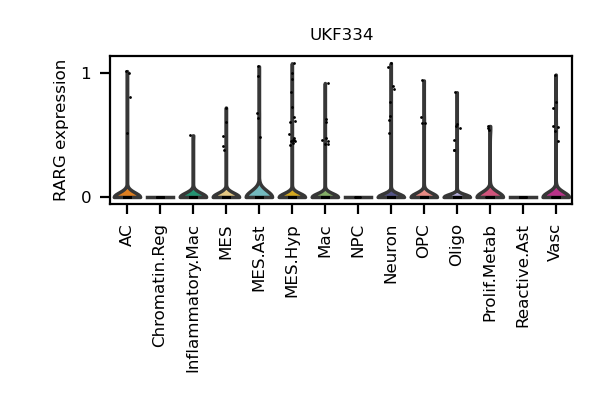 UKF334
RARG expression
1
0
AC
Chromatin.Reg
Inflammatory.Mac
MES
MES.Ast
MES.Hyp
Mac
NPC
Neuron
OPC
Oligo
Prolif.Metab
Reactive.Ast
Vasc